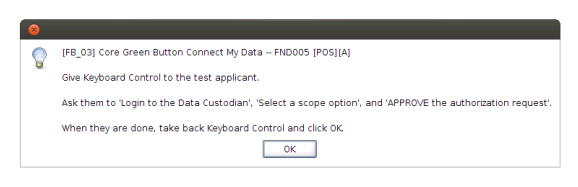 [FB_03] Core Green Button Connect My Data -- FND005 [POS][A]
Give Keyboard Control to the test applicant.
Ask them to 'Login to the Data Custodian', 'Select a scope option', and 'APPROVE the authorization request'.
When they are done, take back Keyboard Control and click OK.
OK